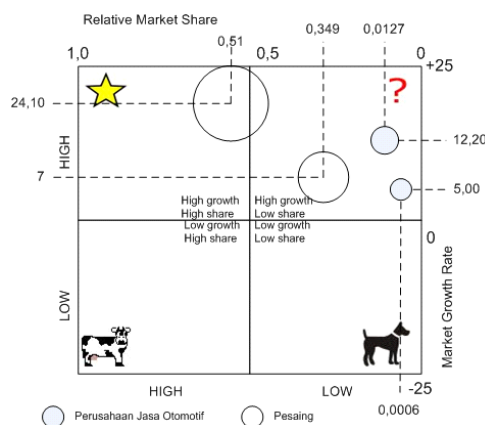 Relative Market Share
0,51
0,349
0,0127
1,0
0,5
0
+25
?
24,10
12,20
HIGH
7
5,00
High growth
High share
High growth
Low share
Low growth
High share
Low growth
Low share
0
Market Growth Rate
LOW
HIGH
LOW
-25
0,0006
Perusahaan Jasa Otomotif
Pesaing